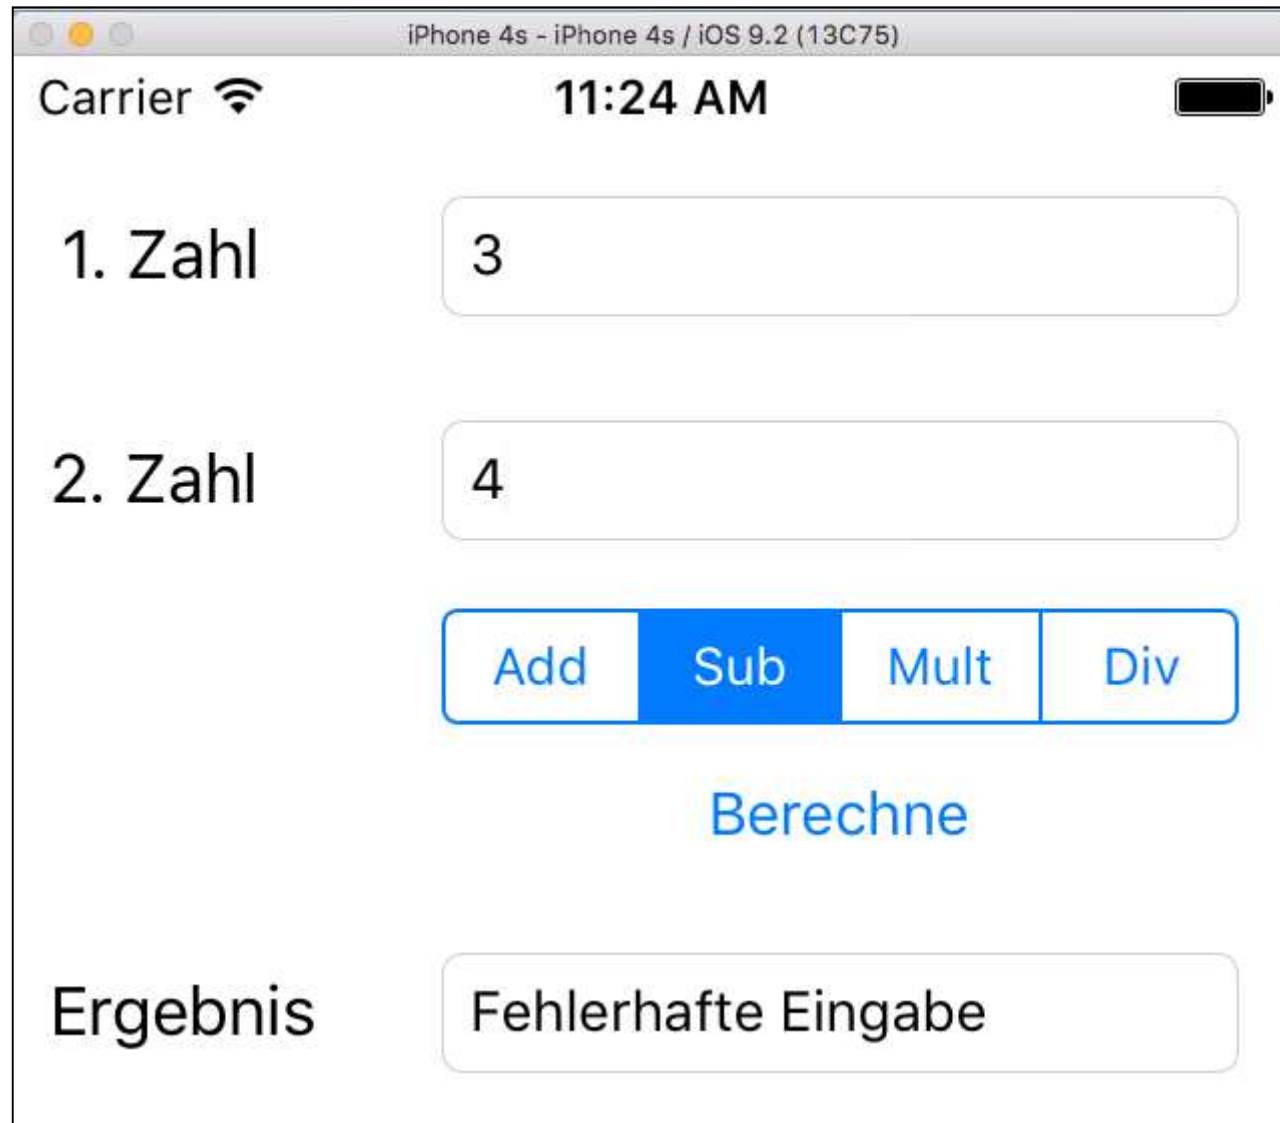 iPhone 4s - iPhone 4s / iOS 9.2 (13C75)
Carrier 11:24 AM
1. Zahl 3
2. Zahl 4
Add Sub Mult Div
Berechne
Ergebnis Fehlerhafte Eingabe